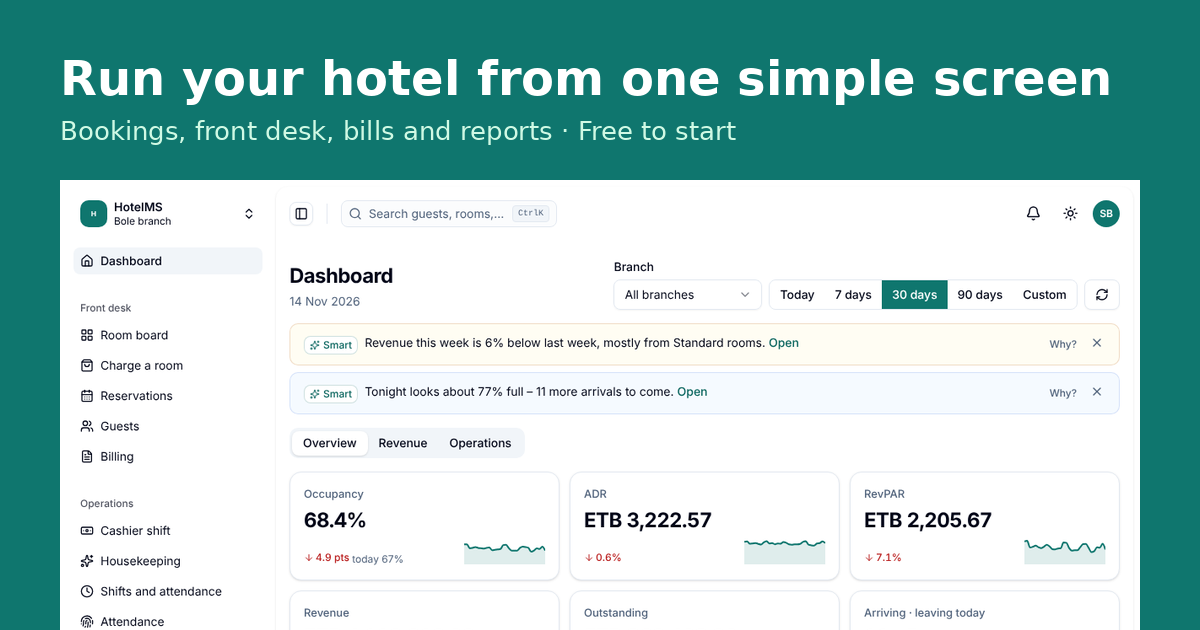 Run your hotel from one simple screen
Bookings, front desk, bills and reports · Free to start
H
HotelMS
Bole branch
Search guests, rooms,... CtrlK
SB
Dashboard
Front desk
Room board
Charge a room
Reservations
Guests
Billing
Operations
Cashier shift
Housekeeping
Shifts and attendance
Attendance
Dashboard
14 Nov 2026
Branch
All branches
Today 7 days 30 days 90 days Custom
Smart Revenue this week is 6% below last week, mostly from Standard rooms. Open Why?
Smart Tonight looks about 77% full – 11 more arrivals to come. Open Why?
Overview Revenue Operations
Occupancy
68.4%
↓ 4.9 pts today 67%
ADR
ETB 3,222.57
↓ 0.6%
RevPAR
ETB 2,205.67
↓ 7.1%
Revenue
Outstanding
Arriving · leaving today